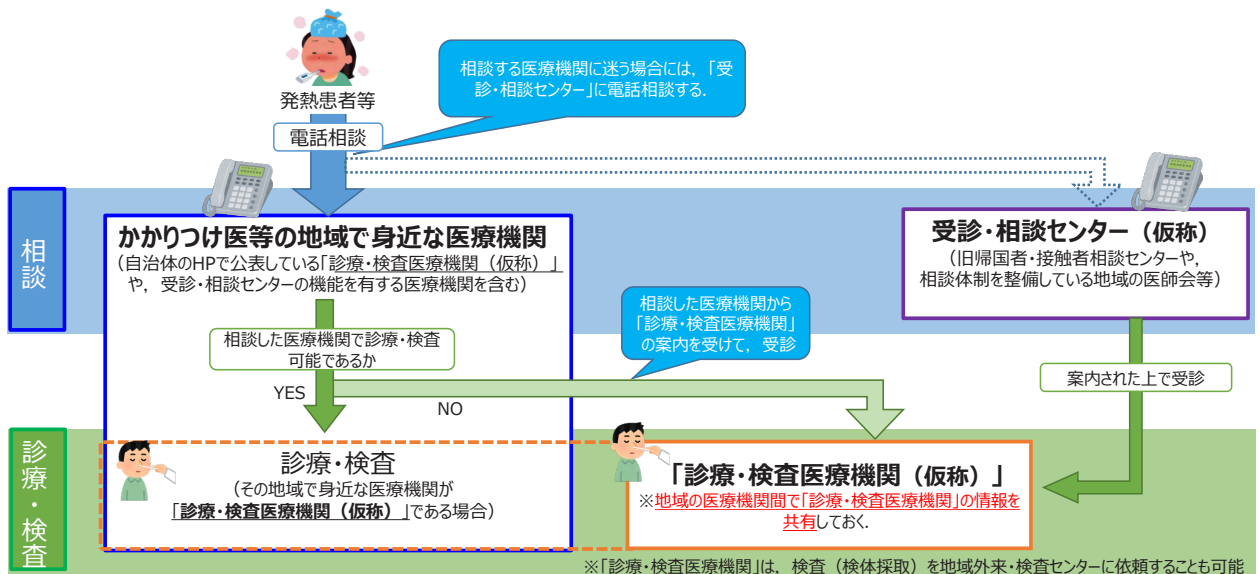 発熱患者等
電話相談
相談する医療機関に迷う場合には，「受
診・相談センター」に電話相談する．
相談
かかりつけ医等の地域で身近な医療機関
（自治体のHPで公表している「診療・検査医療機関（仮称）」
や，受診・相談センターの機能を有する医療機関を含む）
受診・相談センター（仮称）
（旧帰国者・接触者相談センターや，
相談体制を整備している地域の医師会等）
相談した医療機関で診療・検査
可能であるか
相談した医療機関から
「診療・検査医療機関」
の案内を受けて，受診
案内された上で受診
YES
NO
診療・検査
診療・検査
（その地域で身近な医療機関が
「診療・検査医療機関（仮称）」である場合）
「診療・検査医療機関（仮称）」
※地域の医療機関間で「診療・検査医療機関」の情報を
共有しておく．
※「診療・検査医療機関」は，検査（検体採取）を地域外来・検査センターに依頼することも可能